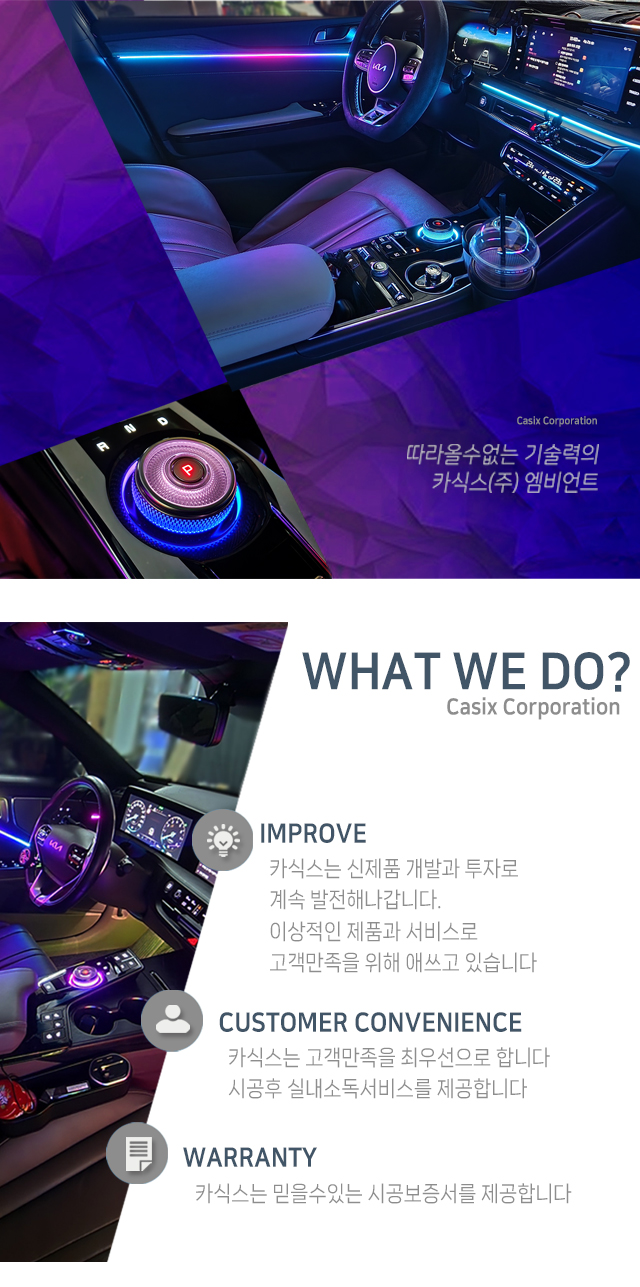 KIA
R N D
P
Casix Corporation
따라올수없는 기술력의
카식스(주) 엠비언트
WHAT WE DO?
Casix Corporation
IMPROVE
카식스는 신제품 개발과 투자로
계속 발전해나갑니다.
이상적인 제품과 서비스로
고객만족을 위해 애쓰고 있습니다
CUSTOMER CONVENIENCE
카식스는 고객만족을 최우선으로 합니다
시공후 실내소독서비스를 제공합니다
KIA
WARRANTY
카식스는 믿을수있는 시공보증서를 제공합니다